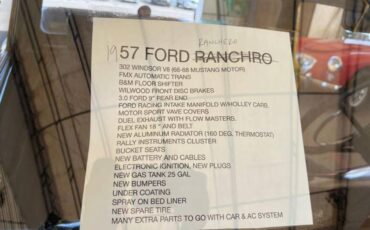 RANCHERO
1957 FORD RANCHRO
302 WINDSOR V8 (66-88 MUSTANG MOTOR)
FMX AUTOMATIC TRANS
B&M FLOOR SHIFTER
WILWOOD FRONT DISC BRAKES
3.0 FORD 9" REAR END
FORD RACING INTAKE MANIFOLD W/HOLLEY CARB.
MOTOR SPORT VAVE COVERS
DUEL EXHAUST WITH FLOW MASTERS.
FLEX FAN 18 " AND BELT
NEW ALUMINUM RADIATOR (160 DEG. THERMOSTAT)
RALLY INSTRUMENTS CLUSTER
BUCKET SEATS
NEW BATTERY AND CABLES
ELECTRONIC IGNITION, NEW PLUGS
NEW GAS TANK 25 GAL
NEW BUMPERS
UNDER COATING
SPRAY ON BED LINER
NEW SPARE TIRE
MANY EXTRA PARTS TO GO WITH CAR & AC SYSTEM